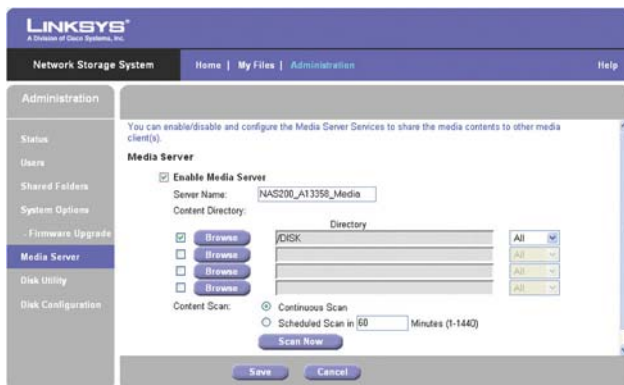 LINKSYS®
A Division of Cisco Systems, Inc.
Network Storage System
Home | My Files | Administration
Help
Administration
Status
Users
Shared Folders
System Options
- Firmware Upgrade
Media Server
Disk Utility
Disk Configuration
You can enable/disable and configure the Media Server Services to share the media contents to other media
client(s).
Media Server
Enable Media Server
Server Name: NAS200_A13358_Media
Content Directory:
Directory
Browse /DISK All
Browse All
Browse All
Browse All
Content Scan: Continuous Scan
Scheduled Scan in 60 Minutes (1-1440)
Scan Now
Save Cancel